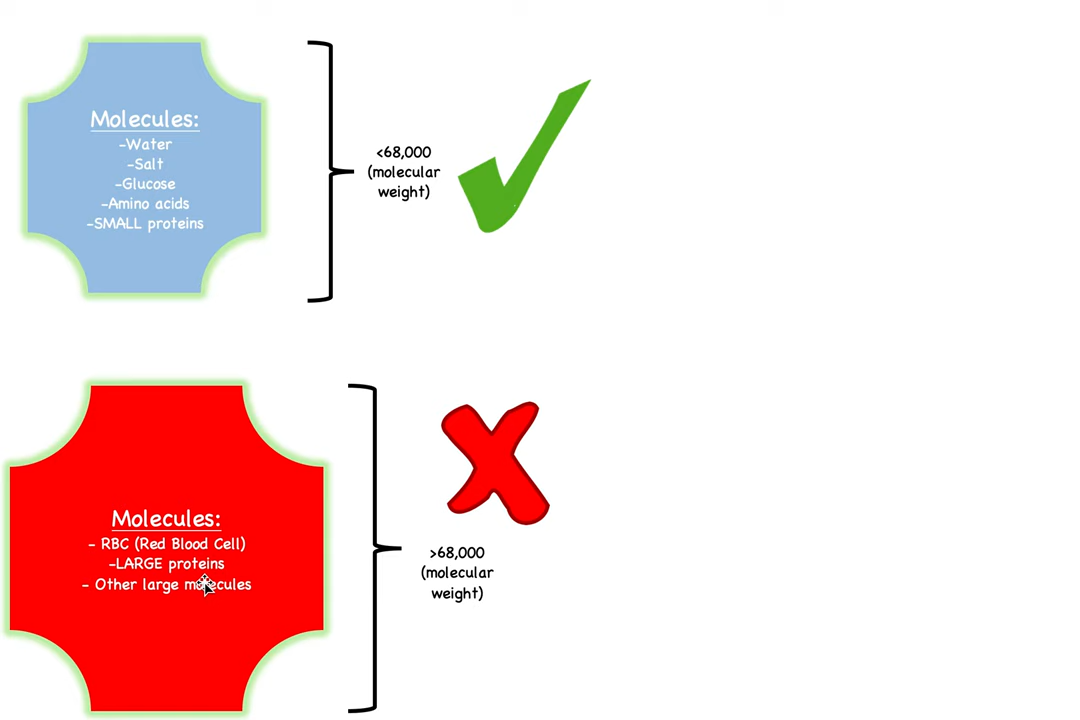 Molecules:
-Water
-Salt
-Glucose
-Amino acids
-SMALL proteins
<68,000
(molecular
weight)
Molecules:
- RBC (Red Blood Cell)
-LARGE proteins
- Other large molecules
>68,000
(molecular
weight)